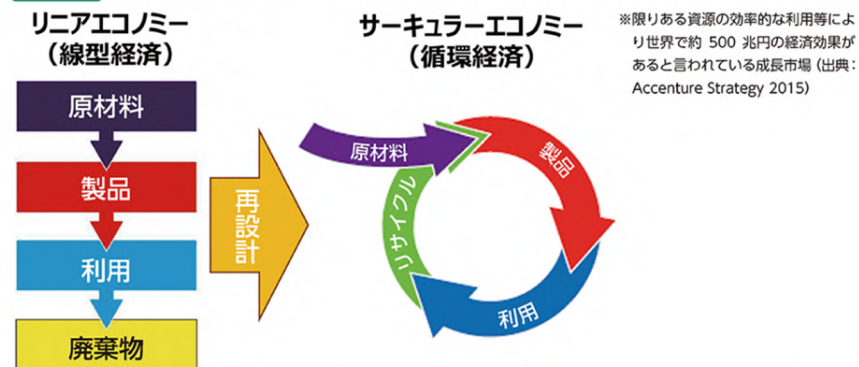 リニアエコノミー
(線型経済)
原材料
製品
利用
廃棄物
再設計
サーキュラーエコノミー
(循環経済)
原材料
製品
利用
リサイクル
※限りある資源の効率的な利用等によ
り世界で約 500 兆円の経済効果が
あると言われている成長市場(出典:
Accenture Strategy 2015)